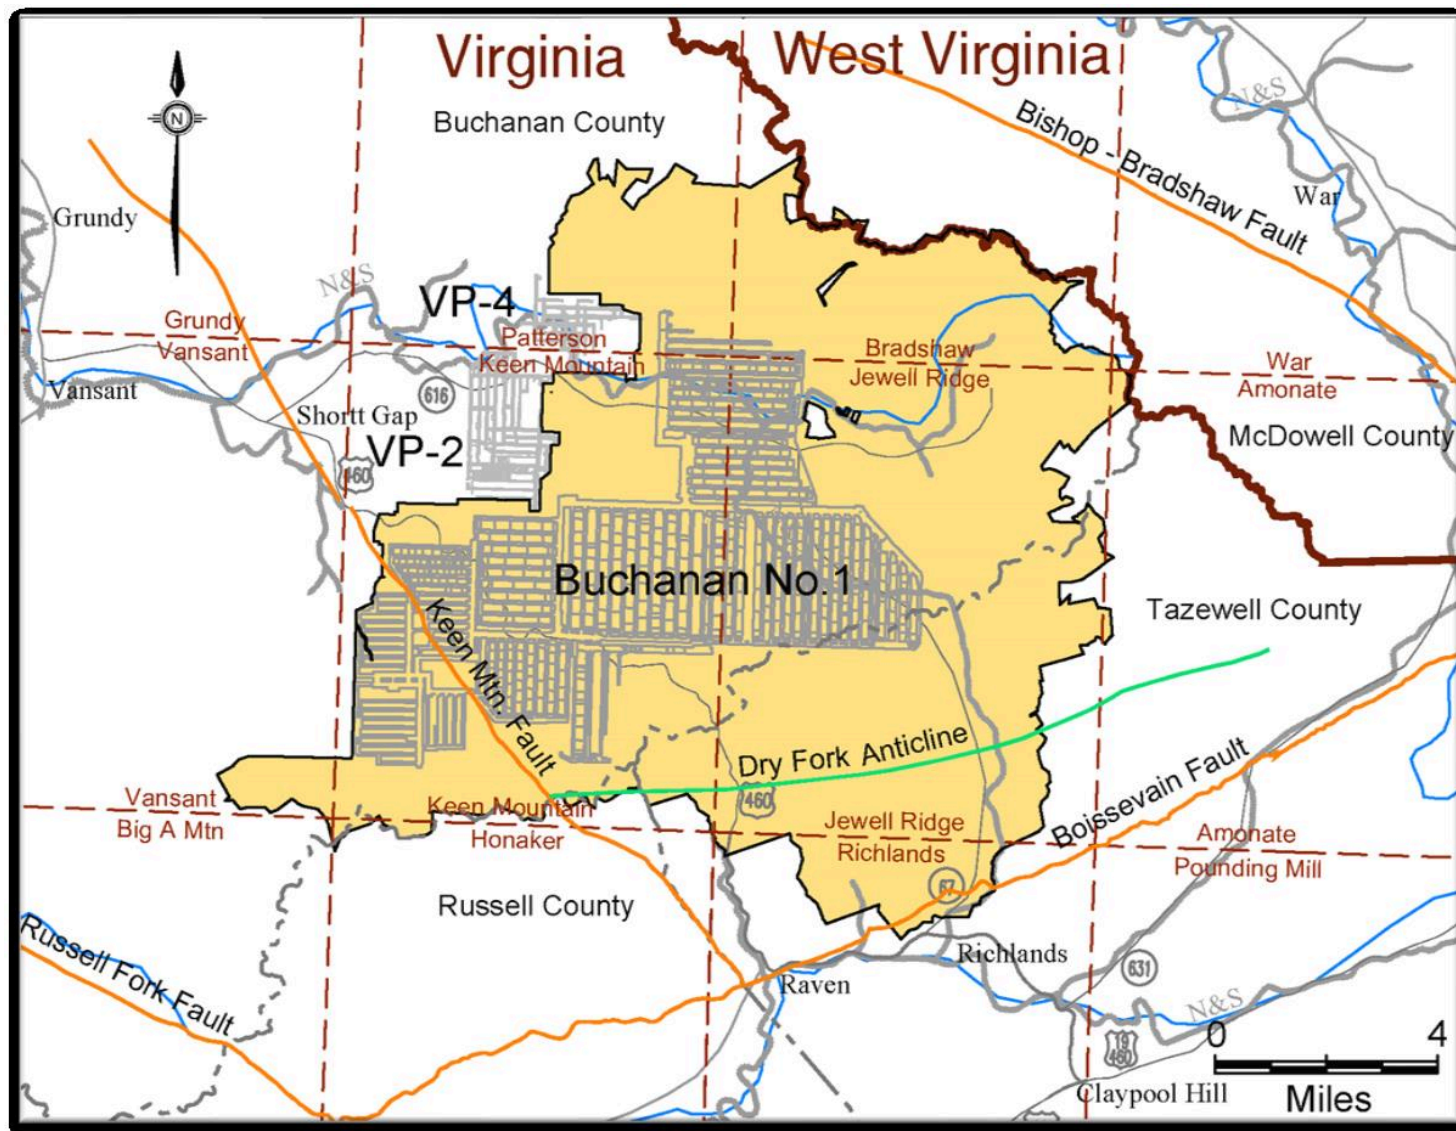 Virginia
West Virginia
Buchanan County
N&S
Bishop - Bradshaw Fault
War
Grundy
N
N&S
VP-4
Grundy
Vansant
Patterson
Keen Mountain
Bradshaw
Jewell Ridge
War
Amonate
Vansant
616
Shortt Gap
McDowell County
VP-2
460
Buchanan No.1
Tazewell County
Keen Mtn. Fault
Dry Fork Anticline
460
Boissevain Fault
Vansant
Big A Mtn
Keen Mountain
Honaker
Jewell Ridge
Richlands
Amonate
Pounding Mill
67
Russell County
Russell Fork Fault
Richlands
631
Raven
N&S
0
4
19
460
Miles
Claypool Hill